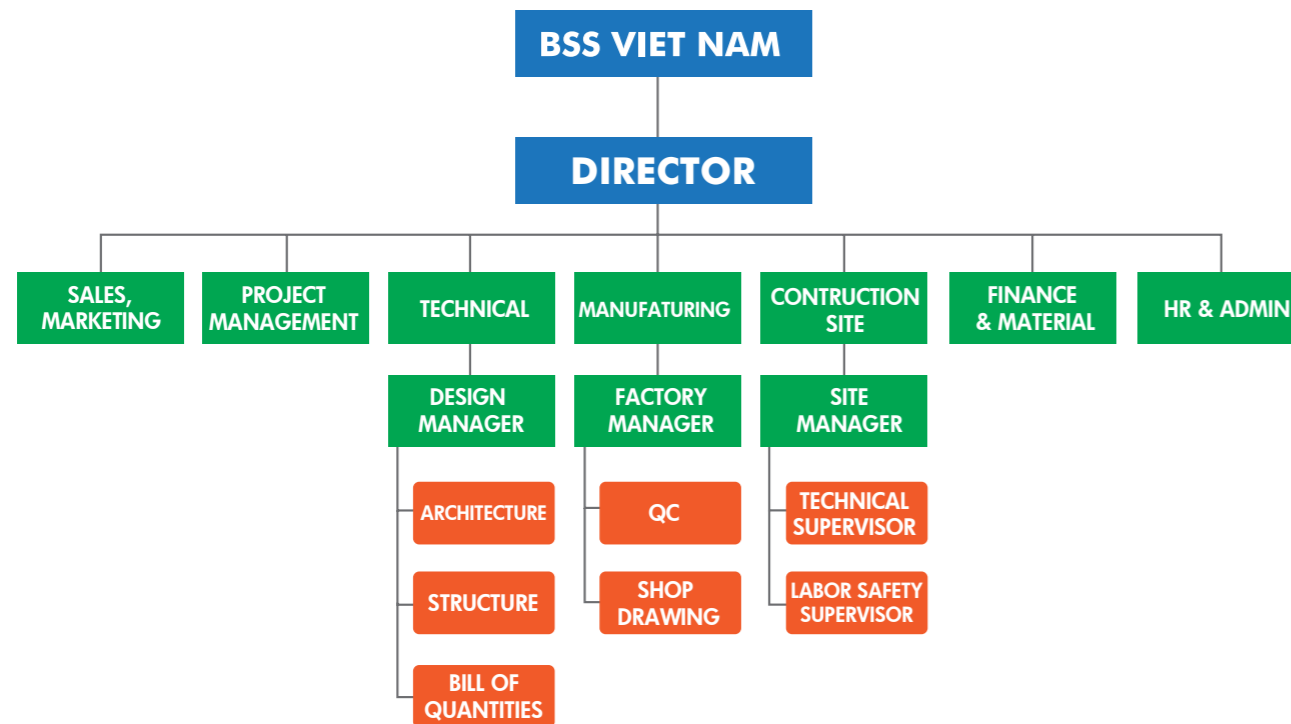 BSS VIET NAM
DIRECTOR
SALES,
MARKETING
PROJECT
MANAGEMENT
TECHNICAL
MANUFATURING
CONTRUCTION
SITE
FINANCE
& MATERIAL
HR & ADMIN
DESIGN
MANAGER
FACTORY
MANAGER
SITE
MANAGER
ARCHITECTURE
QC
TECHNICAL
SUPERVISOR
STRUCTURE
SHOP
DRAWING
LABOR SAFETY
SUPERVISOR
BILL OF
QUANTITIES